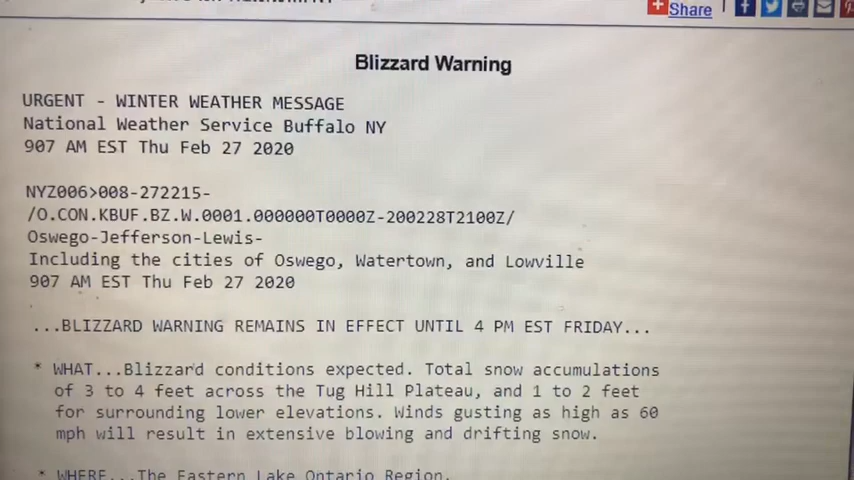 Share
Blizzard Warning
URGENT - WINTER WEATHER MESSAGE
National Weather Service Buffalo NY
907 AM EST Thu Feb 27 2020
NYZ006>008-272215-
/O.CON.KBUF.BZ.W.0001.000000T0000Z-200228T2100Z/
Oswego-Jefferson-Lewis-
Including the cities of Oswego, Watertown, and Lowville
907 AM EST Thu Feb 27 2020
...BLIZZARD WARNING REMAINS IN EFFECT UNTIL 4 PM EST FRIDAY...
* WHAT...Blizzard conditions expected. Total snow accumulations
of 3 to 4 feet across the Tug Hill Plateau, and 1 to 2 feet
for surrounding lower elevations. Winds gusting as high as 60
mph will result in extensive blowing and drifting snow.
* WHERE...The Eastern Lake Ontario Region.